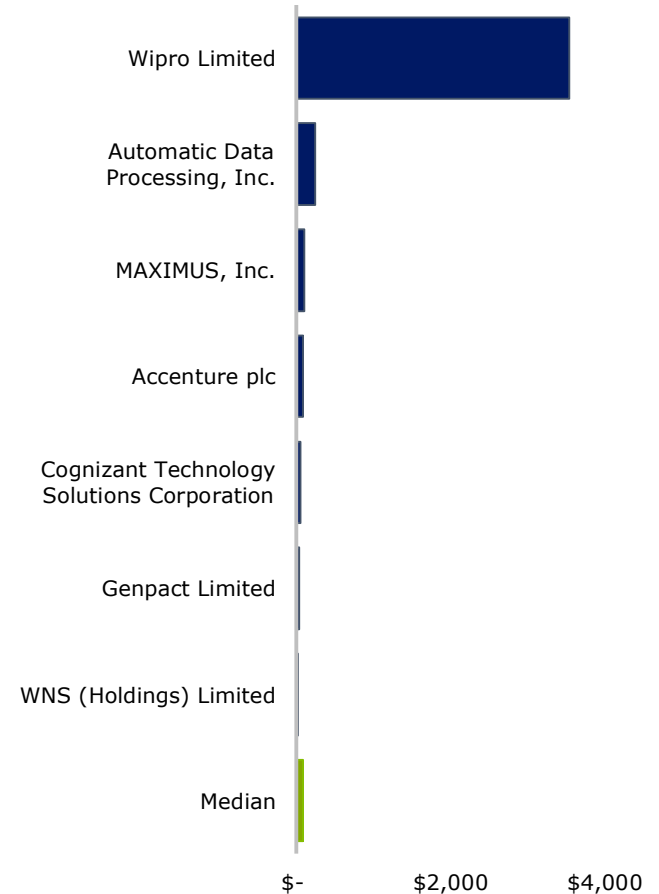 Wipro Limited
Automatic Data
Processing, Inc.
MAXIMUS, Inc.
Accenture plc
Cognizant Technology
Solutions Corporation
Genpact Limited
WNS (Holdings) Limited
Median
$- $2,000 $4,000